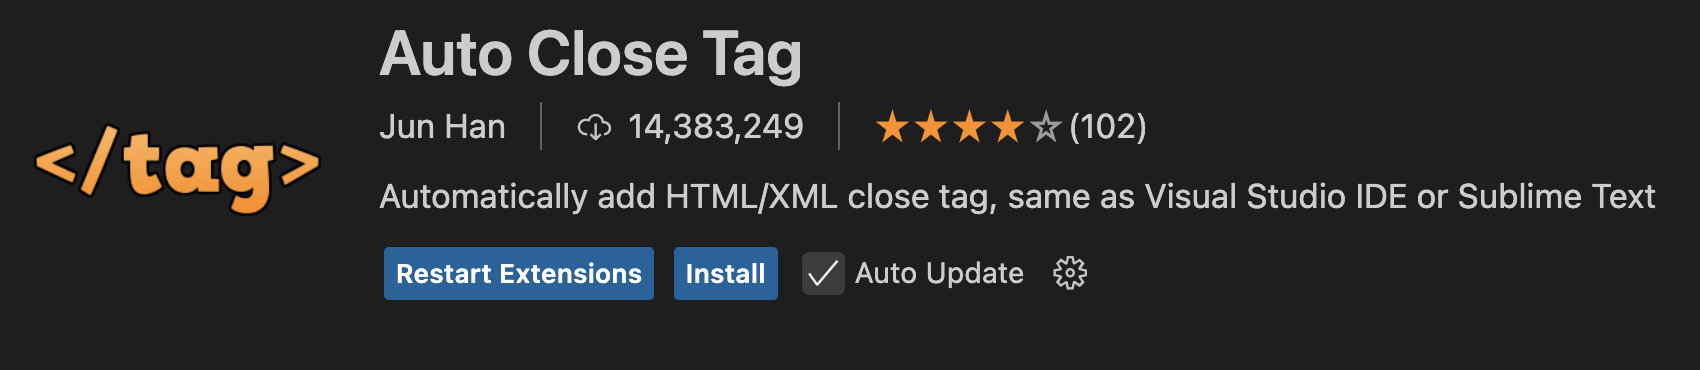 Auto Close Tag
</tag>
Jun Han 14,383,249 (102)
Automatically add HTML/XML close tag, same as Visual Studio IDE or Sublime Text
Restart Extensions Install Auto Update